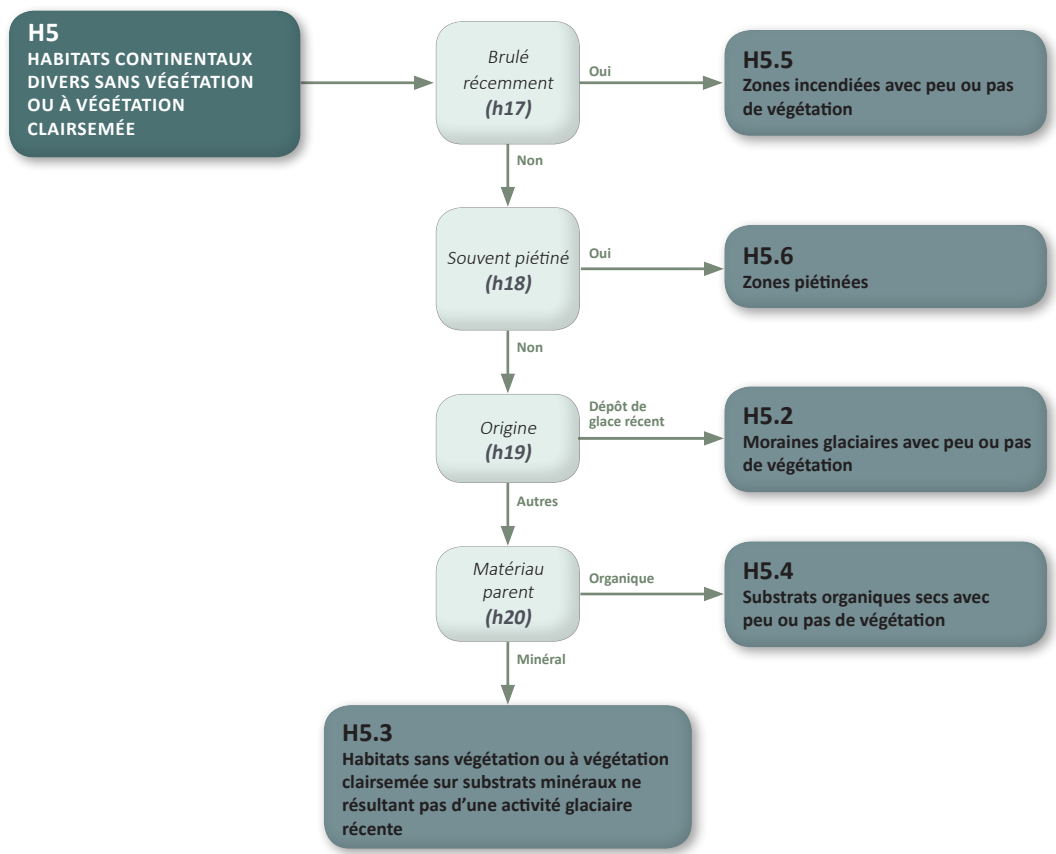 H5
HABITATS CONTINENTAUX
DIVERS SANS VÉGÉTATION
OU À VÉGÉTATION
CLAIRSEMÉE
Brulé
récemment
(h17)
Oui
H5.5
Zones incendiées avec peu ou pas
de végétation
Non
Souvent piétiné
(h18)
Oui
H5.6
Zones piétinées
Non
Origine
(h19)
Dépôt de
glace récent
H5.2
Moraines glaciaires avec peu ou pas
de végétation
Autres
Matériau
parent
(h20)
Organique
H5.4
Substrats organiques secs avec
peu ou pas de végétation
Minéral
H5.3
Habitats sans végétation ou à végétation
clairsemée sur substrats minéraux ne
résultant pas d’une activité glaciaire
récente